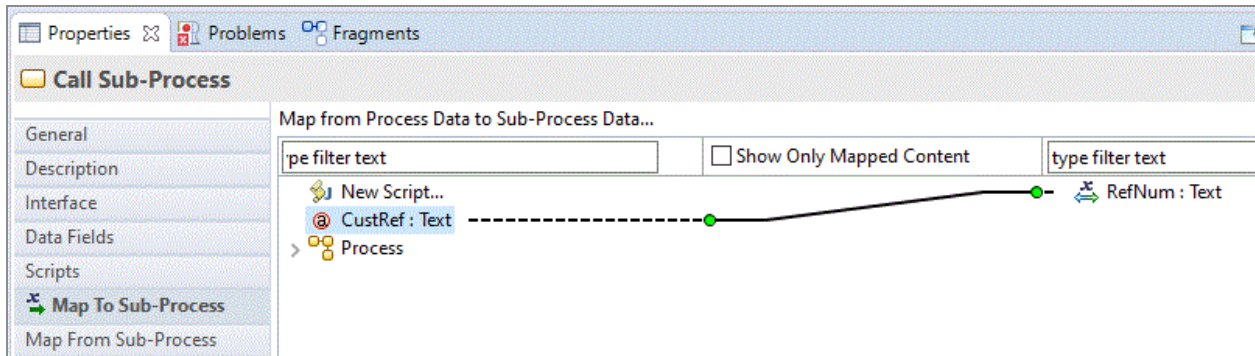 Properties Problems Fragments
Call Sub-Process
General
Description
Interface
Data Fields
Scripts
Map To Sub-Process
Map From Sub-Process
Map from Process Data to Sub-Process Data...
pe filter text Show Only Mapped Content type filter text
New Script...
CustRef : Text RefNum : Text
Process